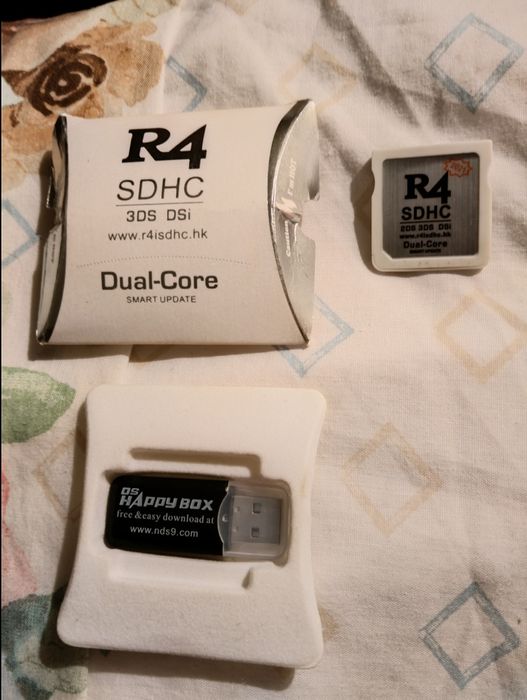 R4
SDHC
3DS DSi
www.r4isdhc.hk
Dual-Core
SMART UPDATE
R4
SDHC
2DS 3DS DSi
www.r4isdhc.hk
Dual-Core
SMART UPDATE
DS
HAPPY BOX
free &easy download at
www.nds9.com